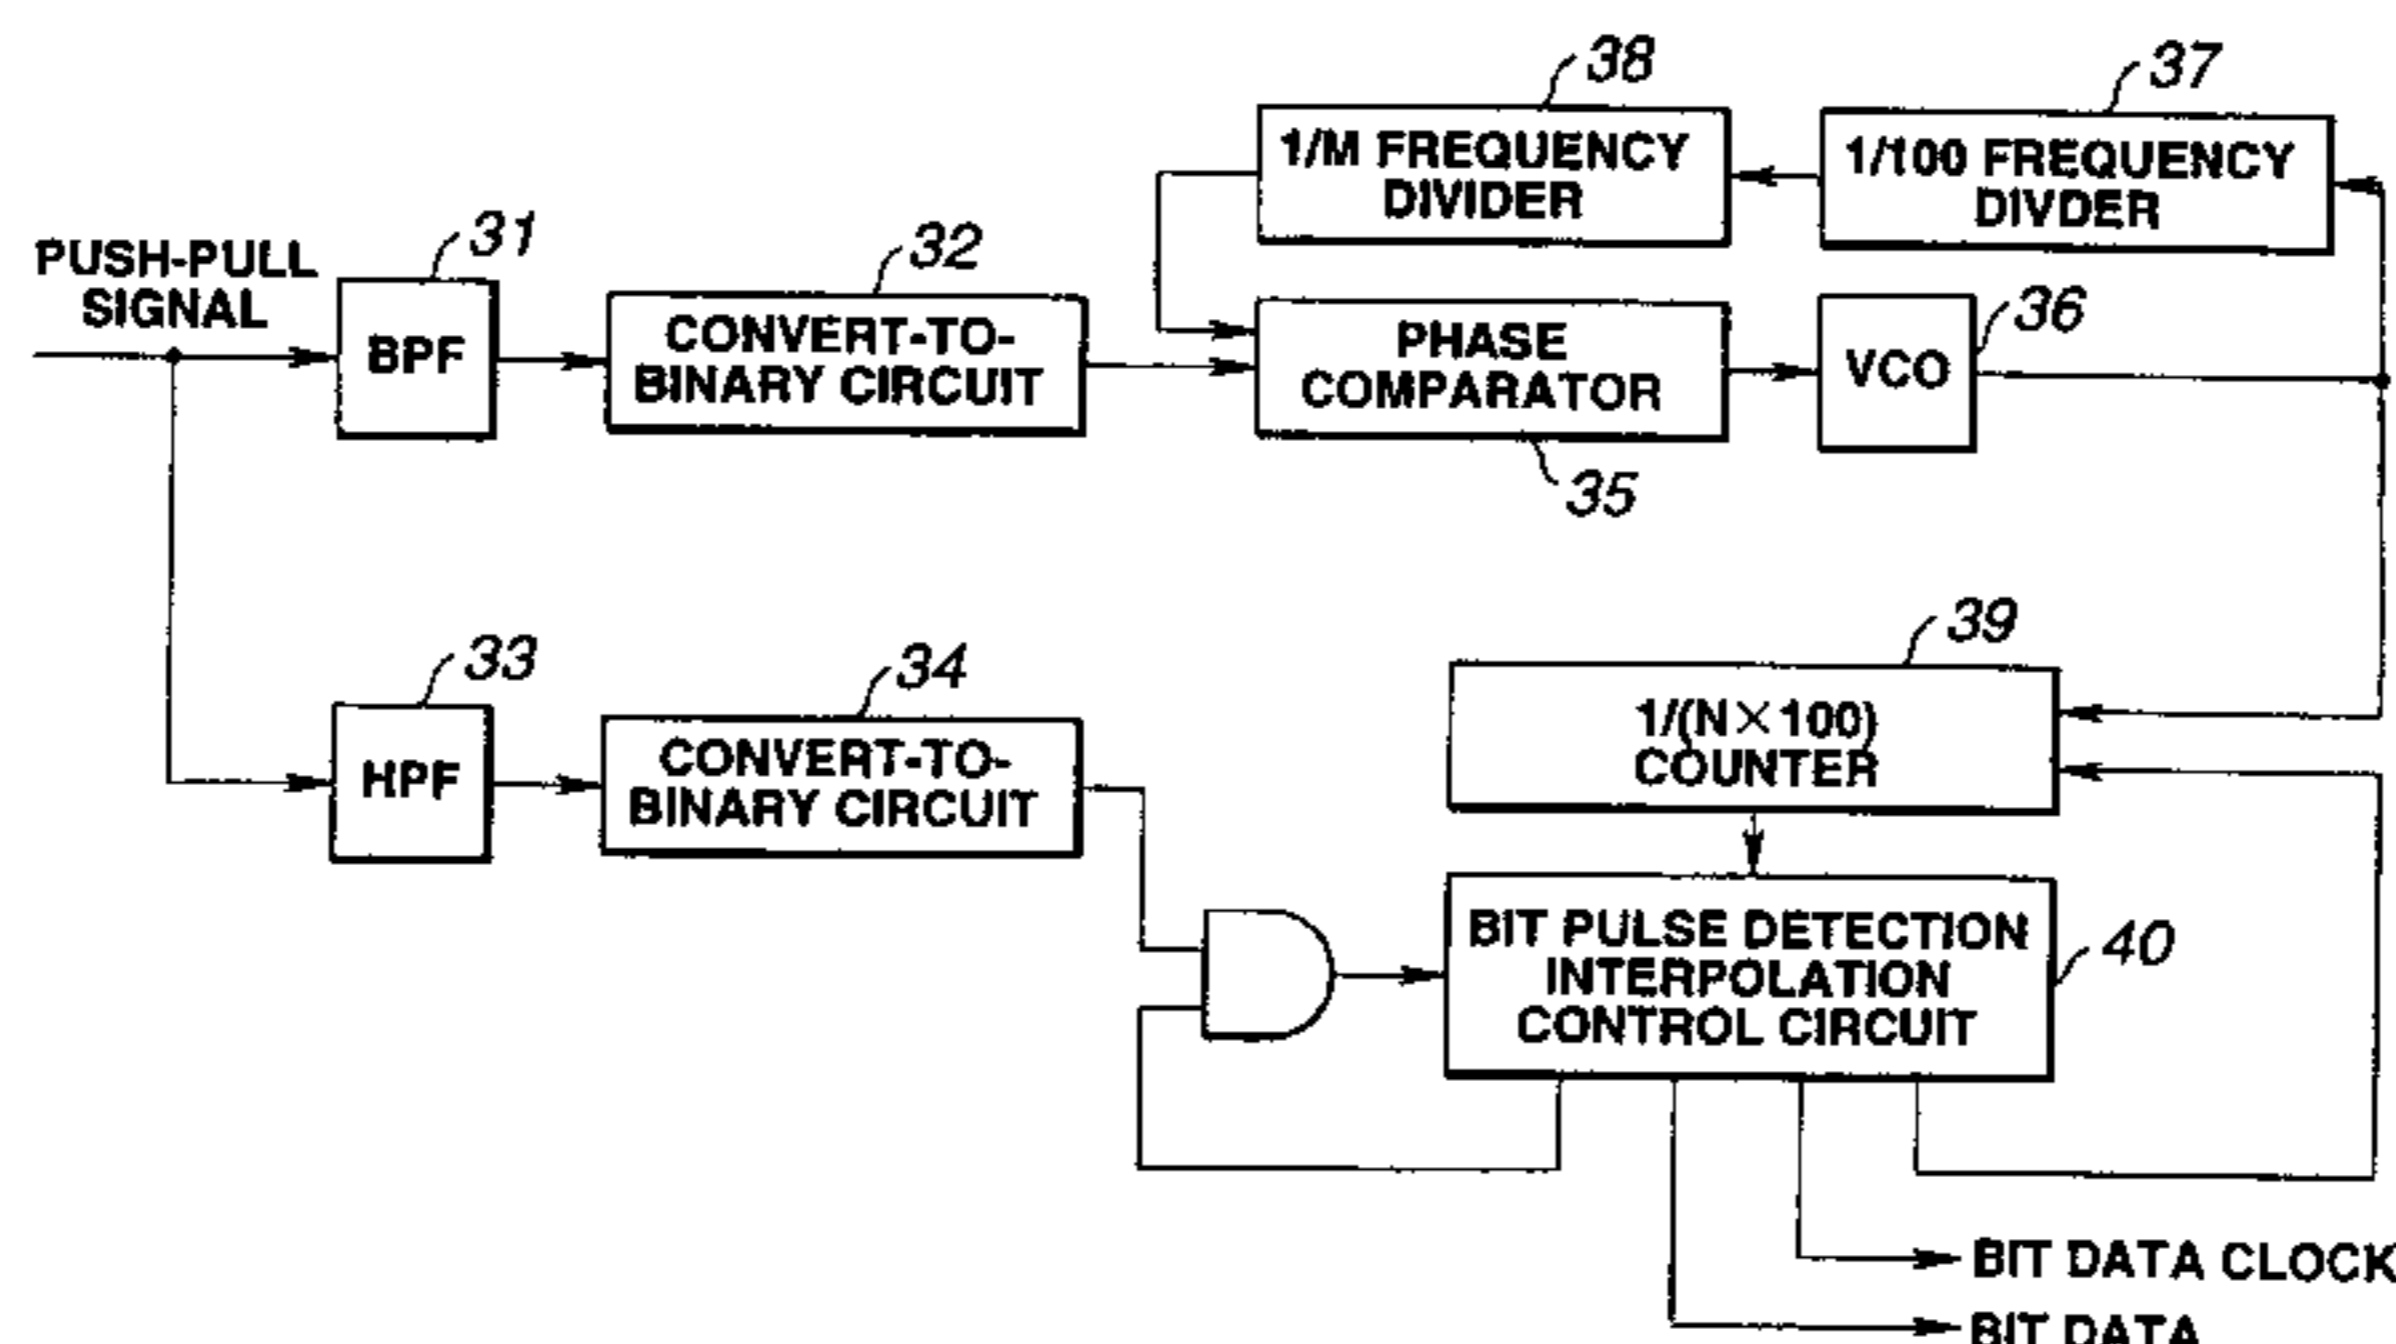 38
37
1/M FREQUENCY
DIVIDER
1/100 FREQUENCY
DIVDER
31
32
PUSH-PULL
SIGNAL
BPF
CONVERT-TO-
BINARY CIRCUIT
PHASE
COMPARATOR
36
VCO
35
39
33
34
1/(N×100)
COUNTER
HPF
CONVERT-TO-
BINARY CIRCUIT
BIT PULSE DETECTION
INTERPOLATION
CONTROL CIRCUIT
40
BIT DATA CLOCK
BIT DATA